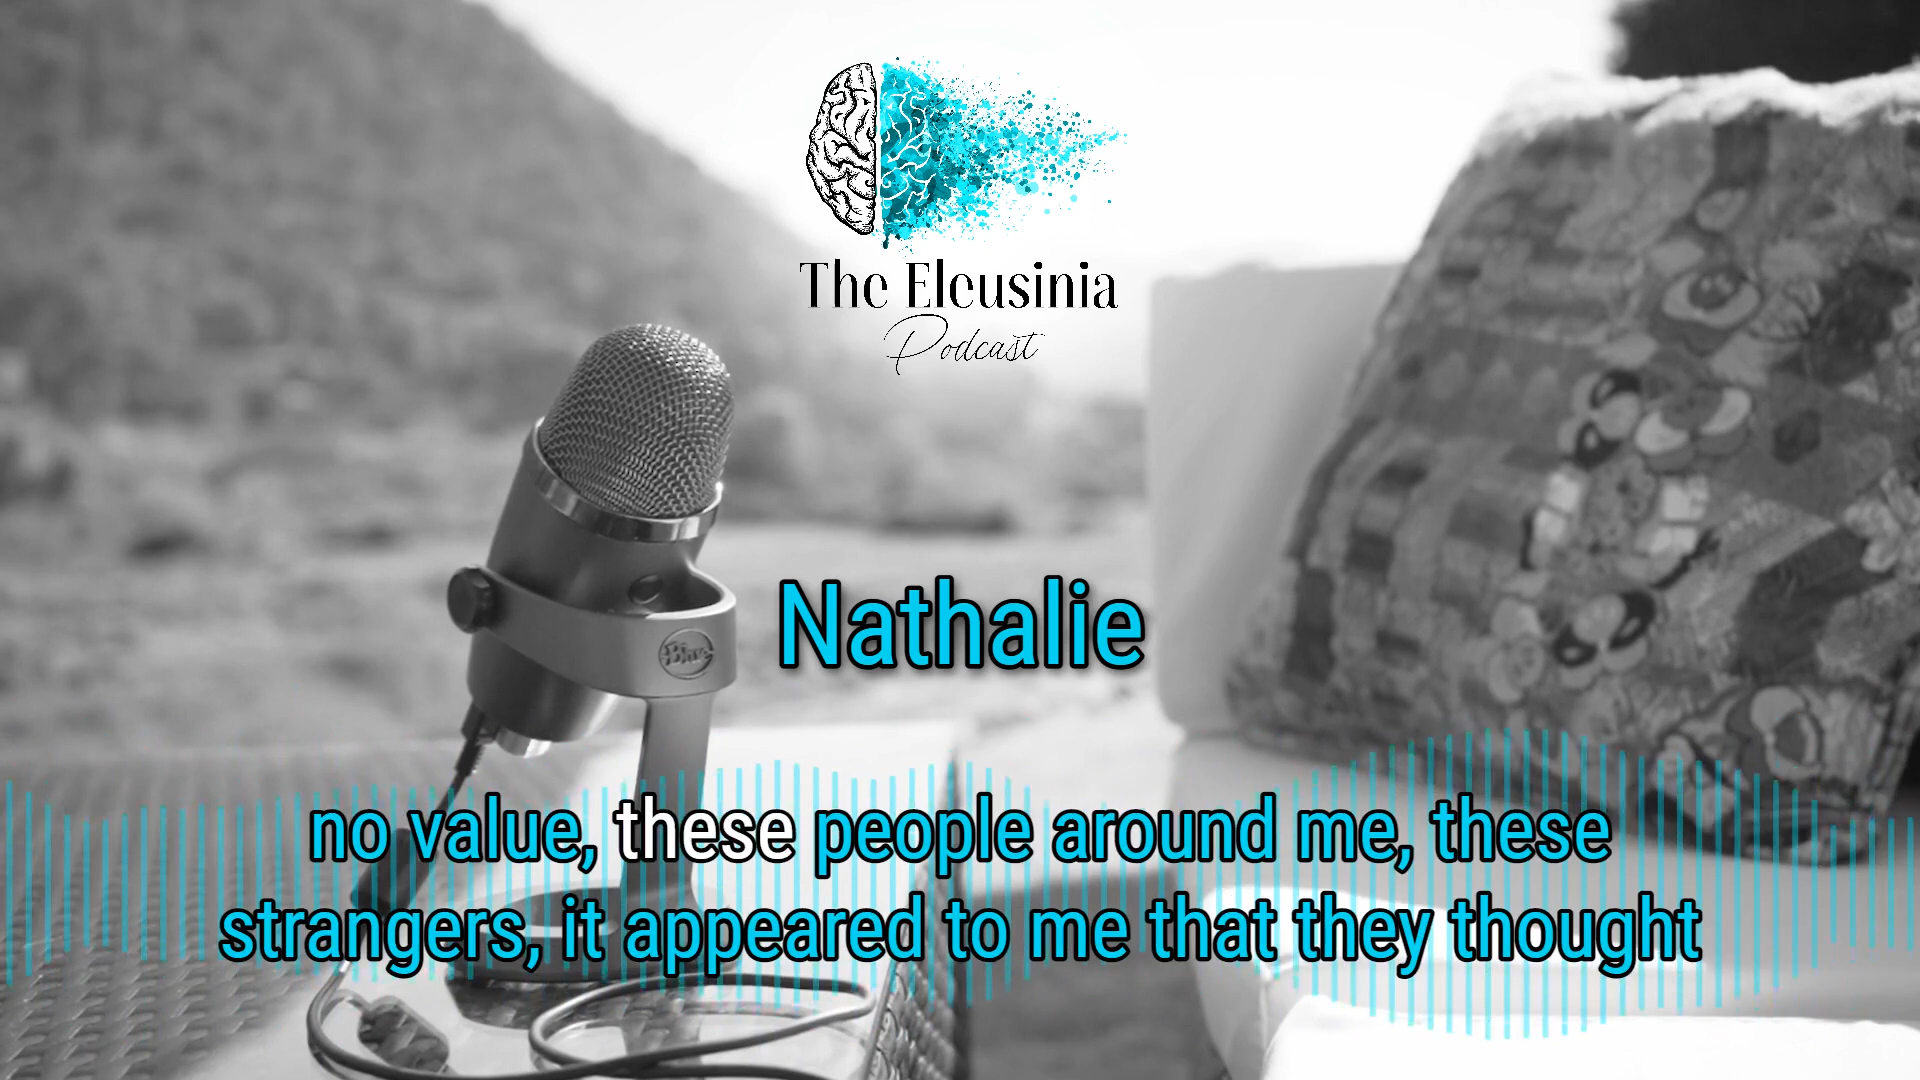 The Eleusinia
Podcast
Blue
Nathalie
no value, these people around me, these
strangers, it appeared to me that they thought